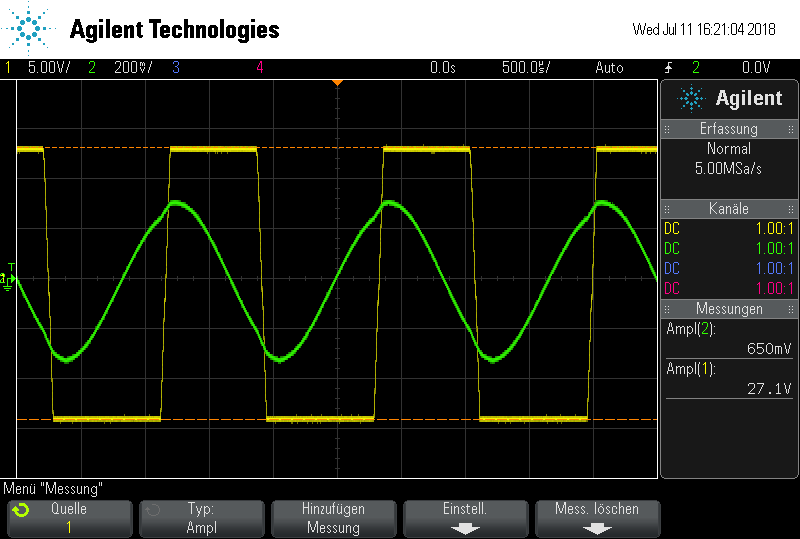 Agilent Technologies
Wed Jul 11 16:21:04 2018
1 5.00V/ 2 200mV/ 3 4 0.0s 500.0µs/ Auto 2 0.0V
Agilent
Erfassung
Normal
5.00MSa/s
Kanäle
DC 1.00:1
DC 1.00:1
DC 1.00:1
DC 1.00:1
Messungen
Ampl(2):
650mV
Ampl(1):
27.1V
T
2
Menü "Messung"
Quelle
1
Typ:
Ampl
Hinzufügen
Messung
Einstell.
Mess. löschen